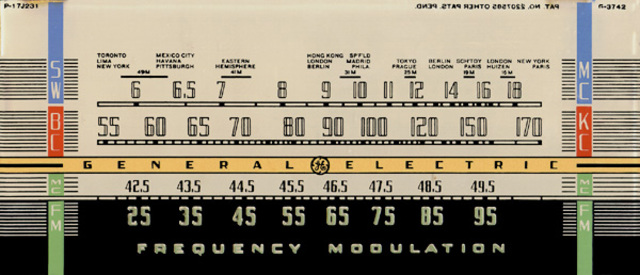 P-172231 PAT. NO. 2207265 OTHER PATS. PEND. G-3742
TORONTO MEXICO CITY HONG KONG SPFLD
LIMA HAVANA EASTERN LONDON MADRID TOKYO BERLIN SCH'TDY LONDON NEW YORK
NEW YORK PITTSBURGH HEMISPHERE BERLIN PHILA. PRAGUE LONDON PARIS HUIZEN PARIS
49M 41M 31M 25M 19M 16M
SW 6 6.5 7 8 9 10 11 12 14 16 18 MC
BC 55 60 65 70 80 90 100 120 150 170 KC
GENERAL GE ELECTRIC
MC 42.5 43.5 44.5 45.5 46.5 47.5 48.5 49.5 MC
FM 25 35 45 55 65 75 85 95 FM
FREQUENCY MODULATION